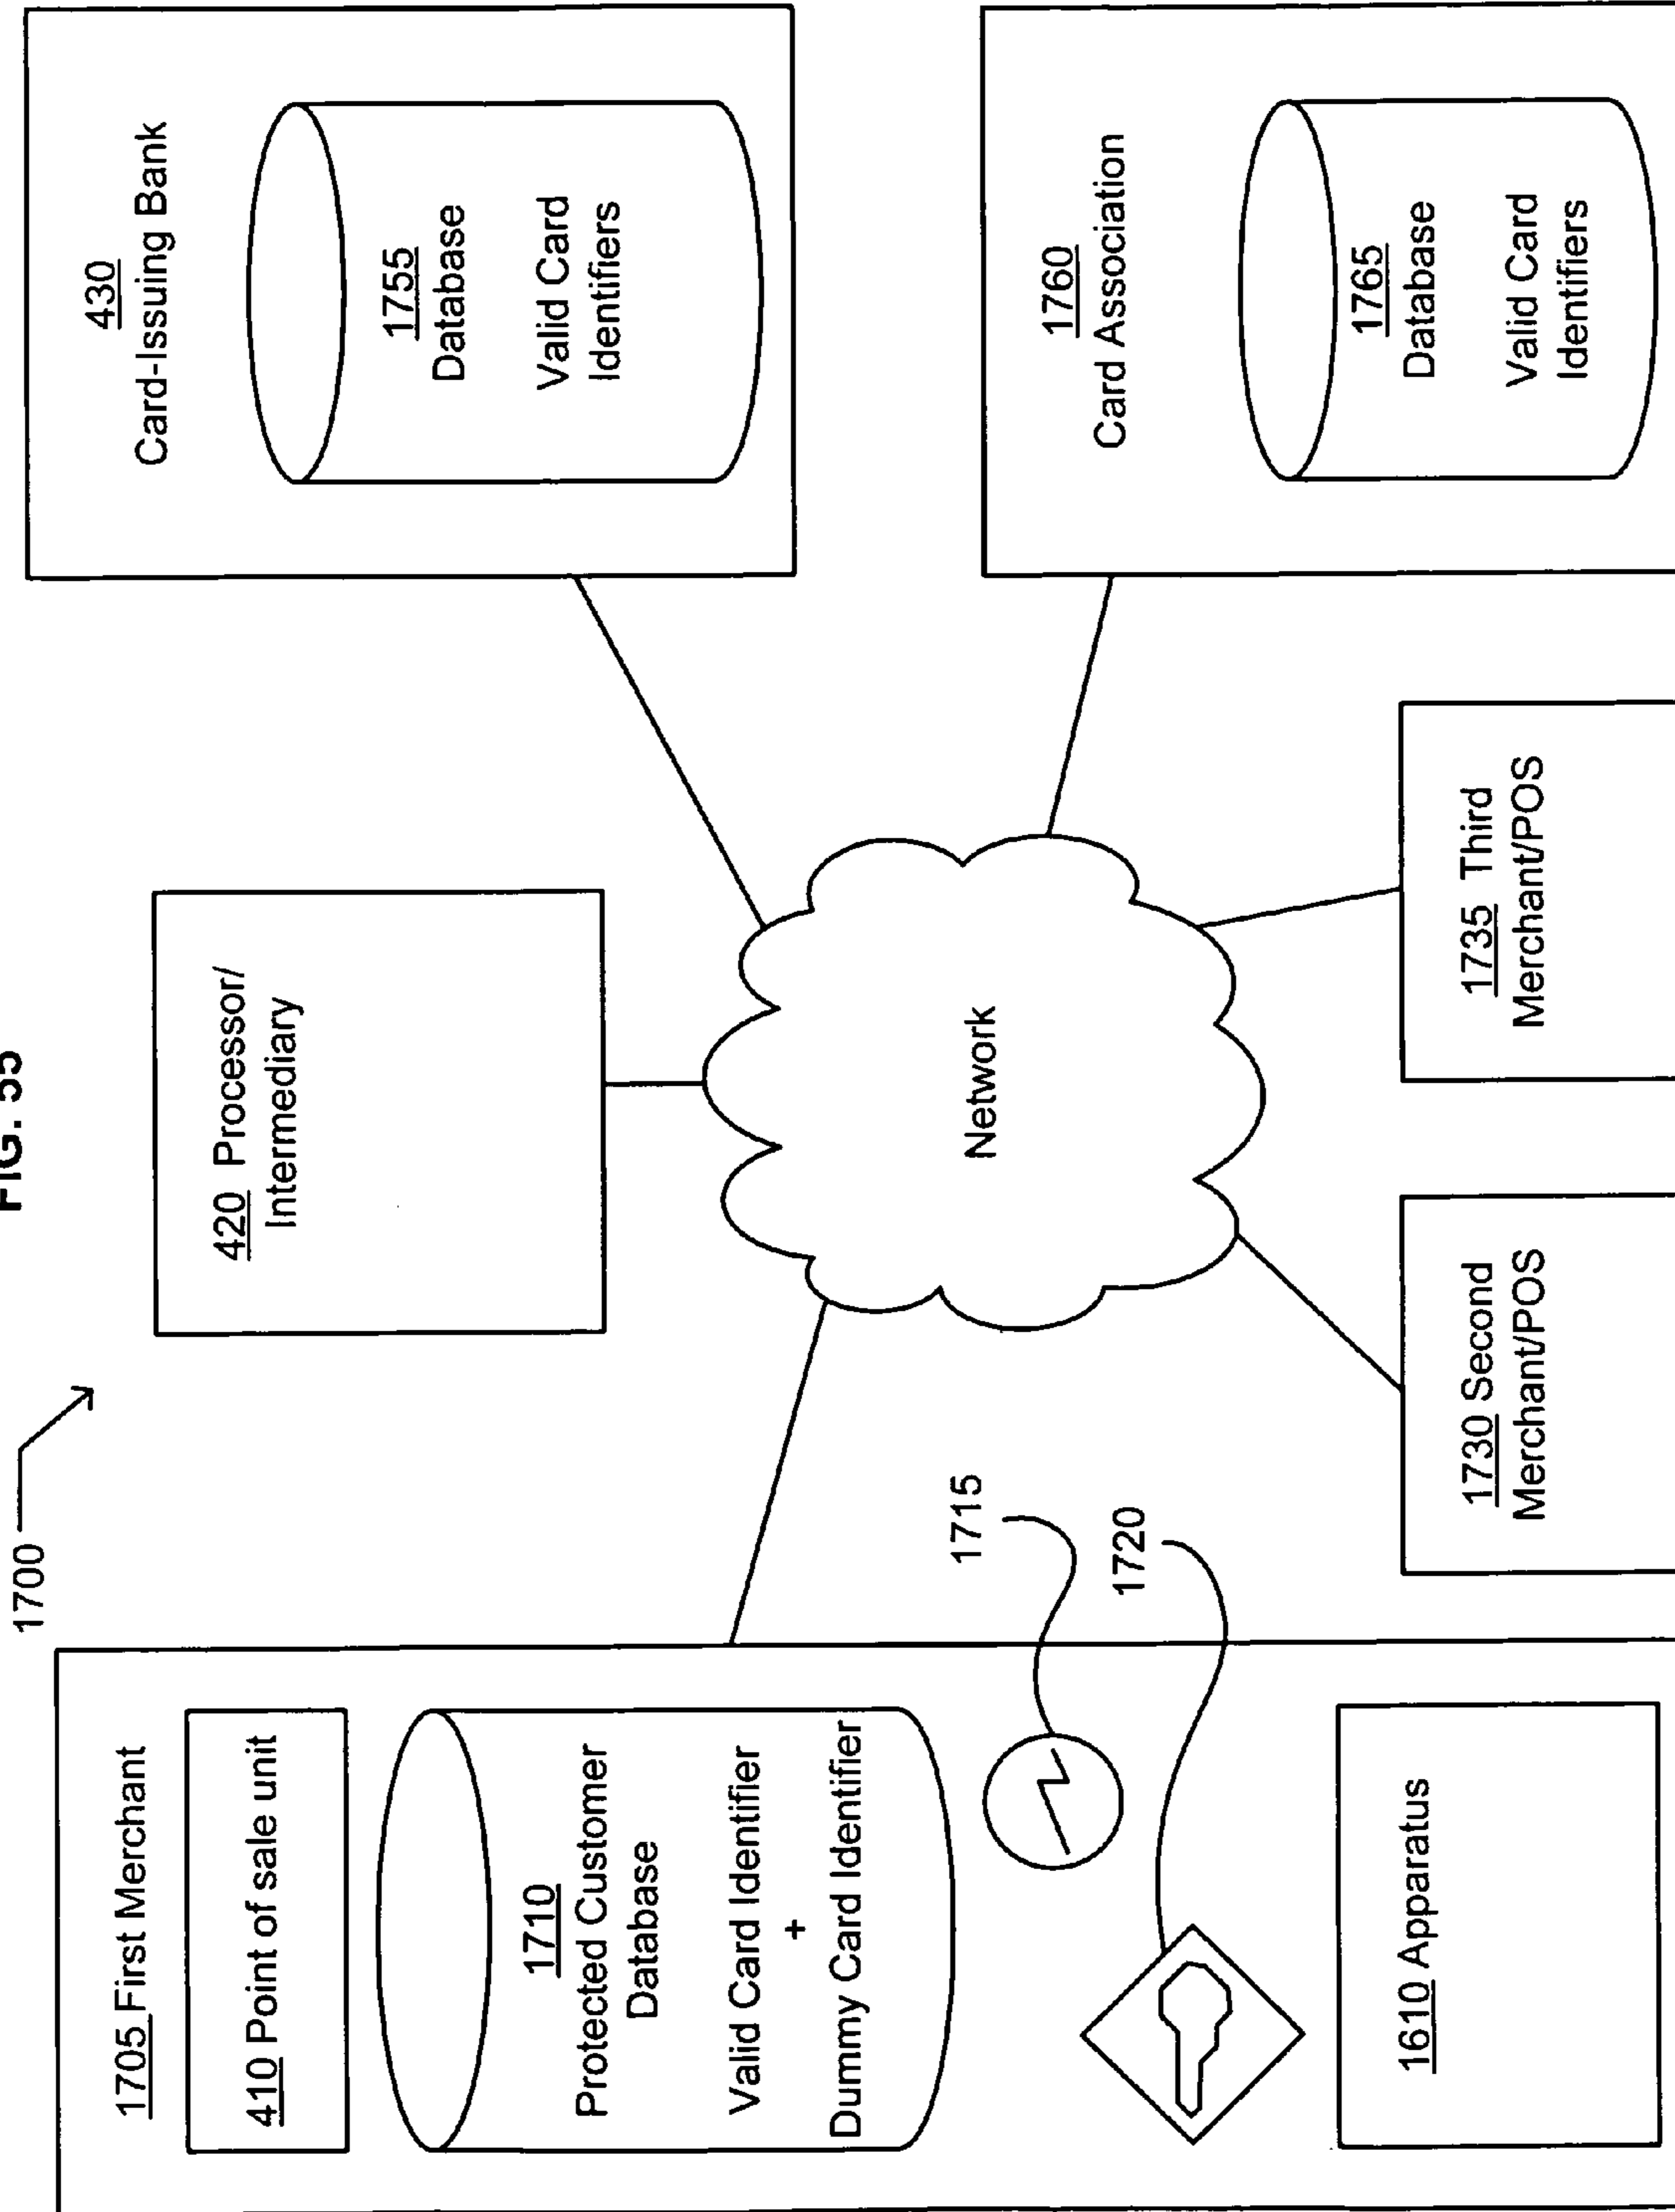 FIG. 55
1700
1705 First Merchant
410 Point of sale unit
1710
Protected Customer
Database
Valid Card Identifier
+
Dummy Card Identifier
1715
1720
1610 Apparatus
420 Processor/
Intermediary
Network
1730 Second
Merchant/POS
1735 Third
Merchant/POS
430
Card-Issuing Bank
1755
Database
Valid Card
Identifiers
1760
Card Association
1765
Database
Valid Card
Identifiers